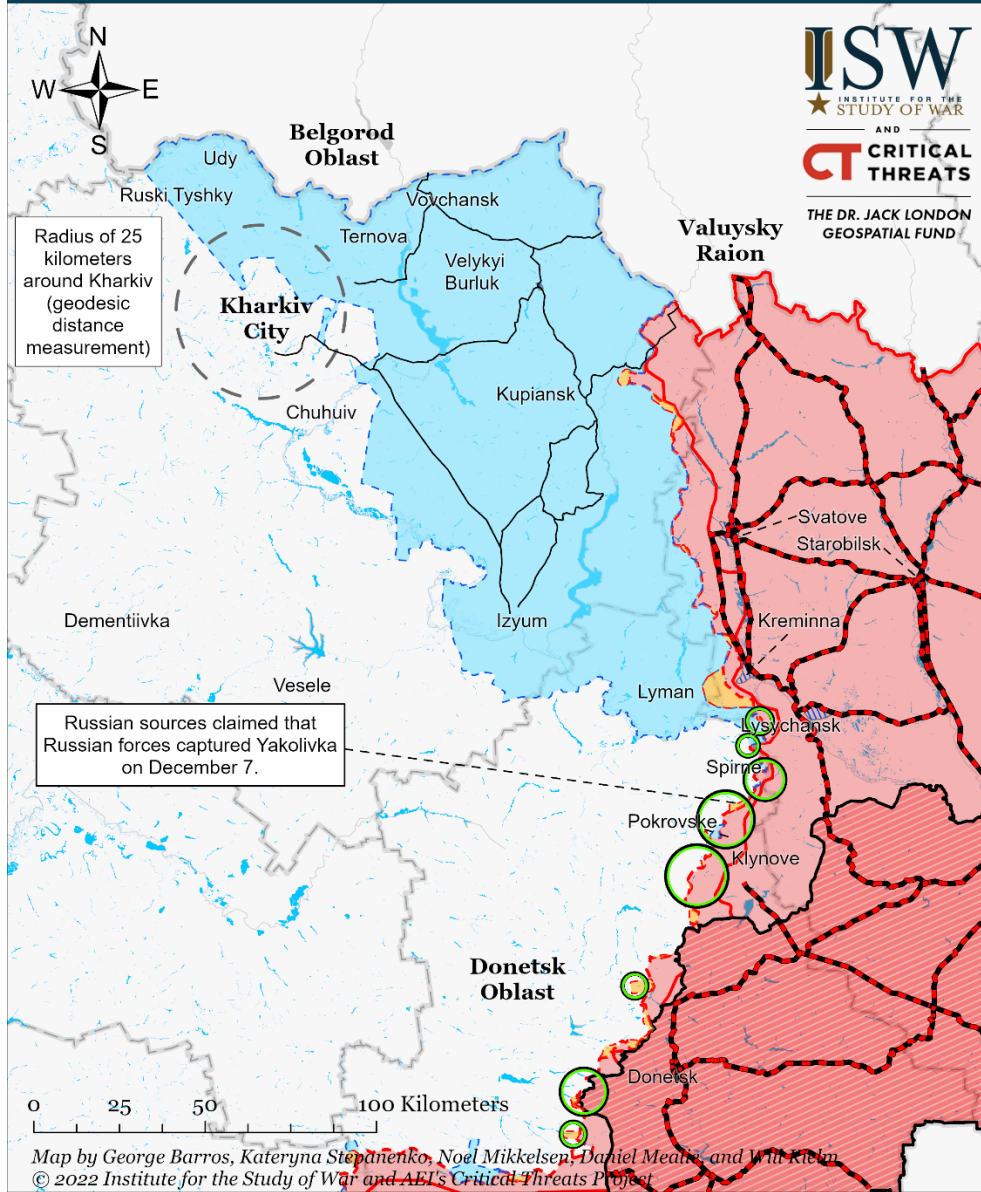 N
W E
S
ISW
INSTITUTE FOR THE
STUDY OF WAR
AND
CT CRITICAL
THREATS
THE DR. JACK LONDON
GEOSPATIAL FUND
Belgorod
Oblast
Udy
Ruski Tyshky
Vovchansk
Ternova
Radius of 25
kilometers
around Kharkiv
(geodesic
distance
measurement)
Valuysky
Raion
Velykyi
Burluk
Kharkiv
City
Kupiansk
Chuhuiv
Svatove
Starobilsk
Dementiivka
Izyum
Kreminna
Vesele
Lyman
Russian sources claimed that
Russian forces captured Yakolivka
on December 7.
Lysychansk
Spirne
Pokrovske
Klynove
Donetsk
Oblast
Donetsk
0 25 50 100 Kilometers
Map by George Barros, Kateryna Stepanenko, Noel Mikkelsen, Daniel Mealie, and Will Kielm
© 2022 Institute for the Study of War and AEI's Critical Threats Project